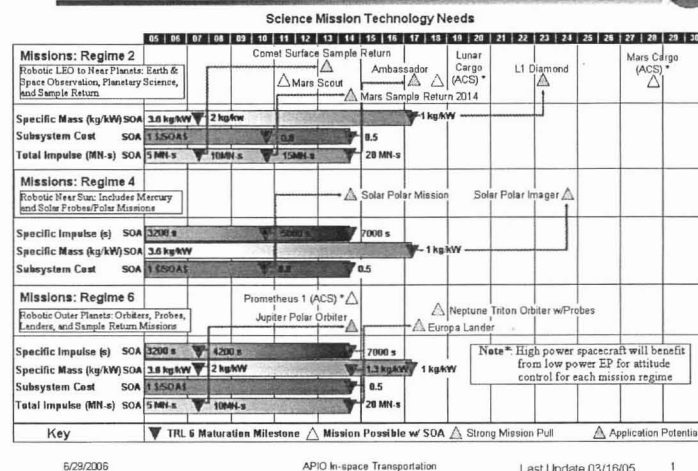 Science Mission Technology Needs
05 06 07 08 09 10 11 12 13 14 15 16 17 18 19 20 21 22 23 24 25 26 27 28 29 30
Missions: Regime 2
Robotic LEO to Near Planets: Earth &
Space Observation, Planetary Science,
and Sample Return
Comet Surface Sample Return
Mars Scout
Mars Sample Return 2014
Ambassador
Lunar
Cargo
(ACS) *
L1 Diamond
Mars Cargo
(ACS) *
Specific Mass (kg/kW) SOA 3.6 kg/kW 2 kg/kw 1 kg/kW
Subsystem Cost SOA 1 $/SOA$ 0.8 0.5
Total Impulse (MN-s) SOA 5 MN-s 10MN-s 15MN-s 20 MN-s
Missions: Regime 4
Robotic Near Sun: Includes Mercury
and Solar Probes/Polar Missions
Solar Polar Mission
Solar Polar Imager
Specific Impulse (s) SOA 3200 s 5000 s 7000 s
Specific Mass (kg/kW) SOA 3.6 kg/kW 1 kg/kW
Subsystem Cost SOA 1 $/SOA$ 0.8 0.5
Missions: Regime 6
Robotic Outer Planets: Orbiters, Probes,
Landers, and Sample Return Missions
Prometheus 1 (ACS) *
Jupiter Polar Orbiter
Neptune Triton Orbiter w/Probes
Europa Lander
Specific Impulse (s) SOA 3200 s 4200 s 7000 s
Specific Mass (kg/kW) SOA 3.6 kg/kW 2 kg/kW 1.3 kg/kW 1 kg/kW
Subsystem Cost SOA 1 $/SOA$ 0.5
Total Impulse (MN-s) SOA 5 MN-s 10MN-s 20 MN-s
Note*: High power spacecraft will benefit
from low power EP for attitude
control for each mission regime
Key TRL 6 Maturation Milestone Mission Possible w/ SOA Strong Mission Pull Application Potential
6/29/2006 APIO In-space Transportation Last Update 03/16/05 1